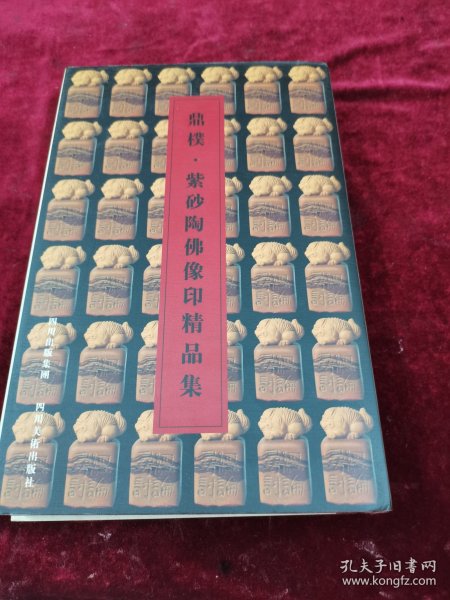 鼎樸·紫砂陶佛像印精品集
四川出版集團 四川美術出版社
孔夫子旧书网
www.kongfz.com